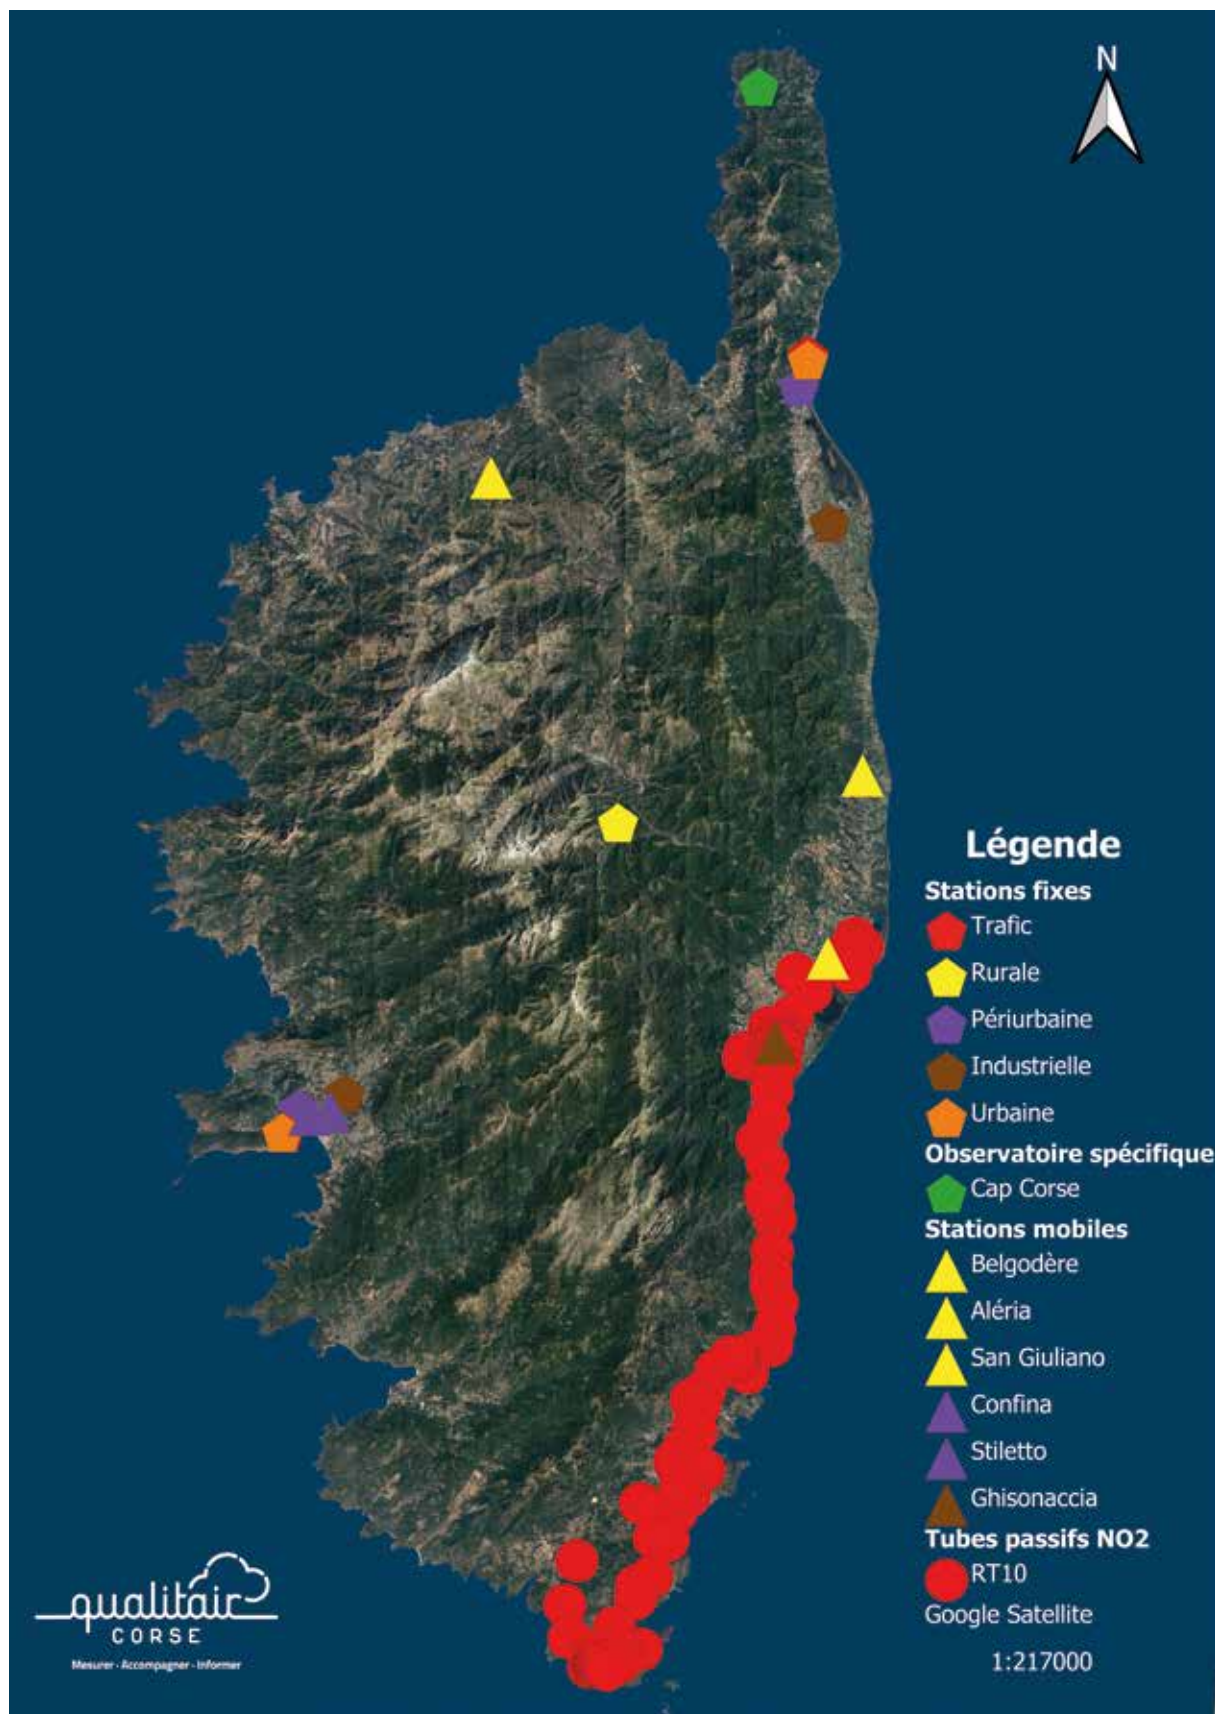 N
Légende
Stations fixes
Trafic
Rurale
Périurbaine
Industrielle
Urbaine
Observatoire spécifique
Cap Corse
Stations mobiles
Belgodère
Aléria
San Giuliano
Confina
Stiletto
Ghisonaccia
Tubes passifs NO2
RT10
Google Satellite
1:217000
qualitair
CORSE
Mesurer - Accompagner - Informer